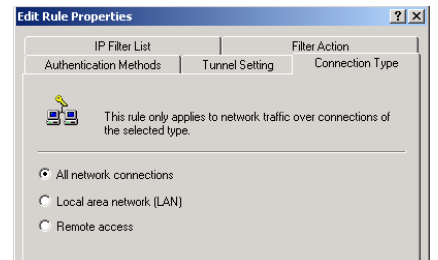 Edit Rule Properties
? X
IP Filter List Filter Action
Authentication Methods Tunnel Setting Connection Type
This rule only applies to network traffic over connections of
the selected type.
All network connections
Local area network (LAN)
Remote access